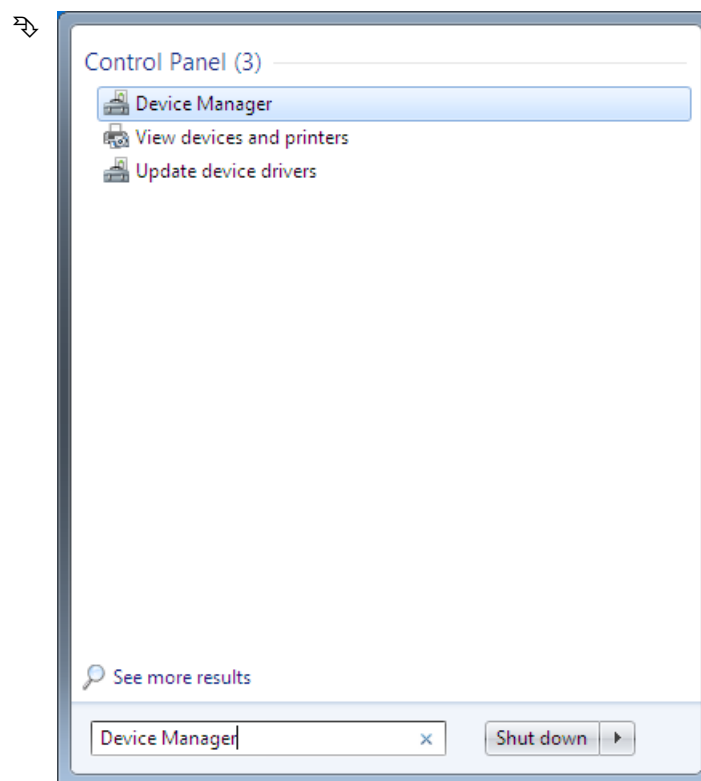 Control Panel (3)
Device Manager
View devices and printers
Update device drivers
See more results
Device Manager
Shut down